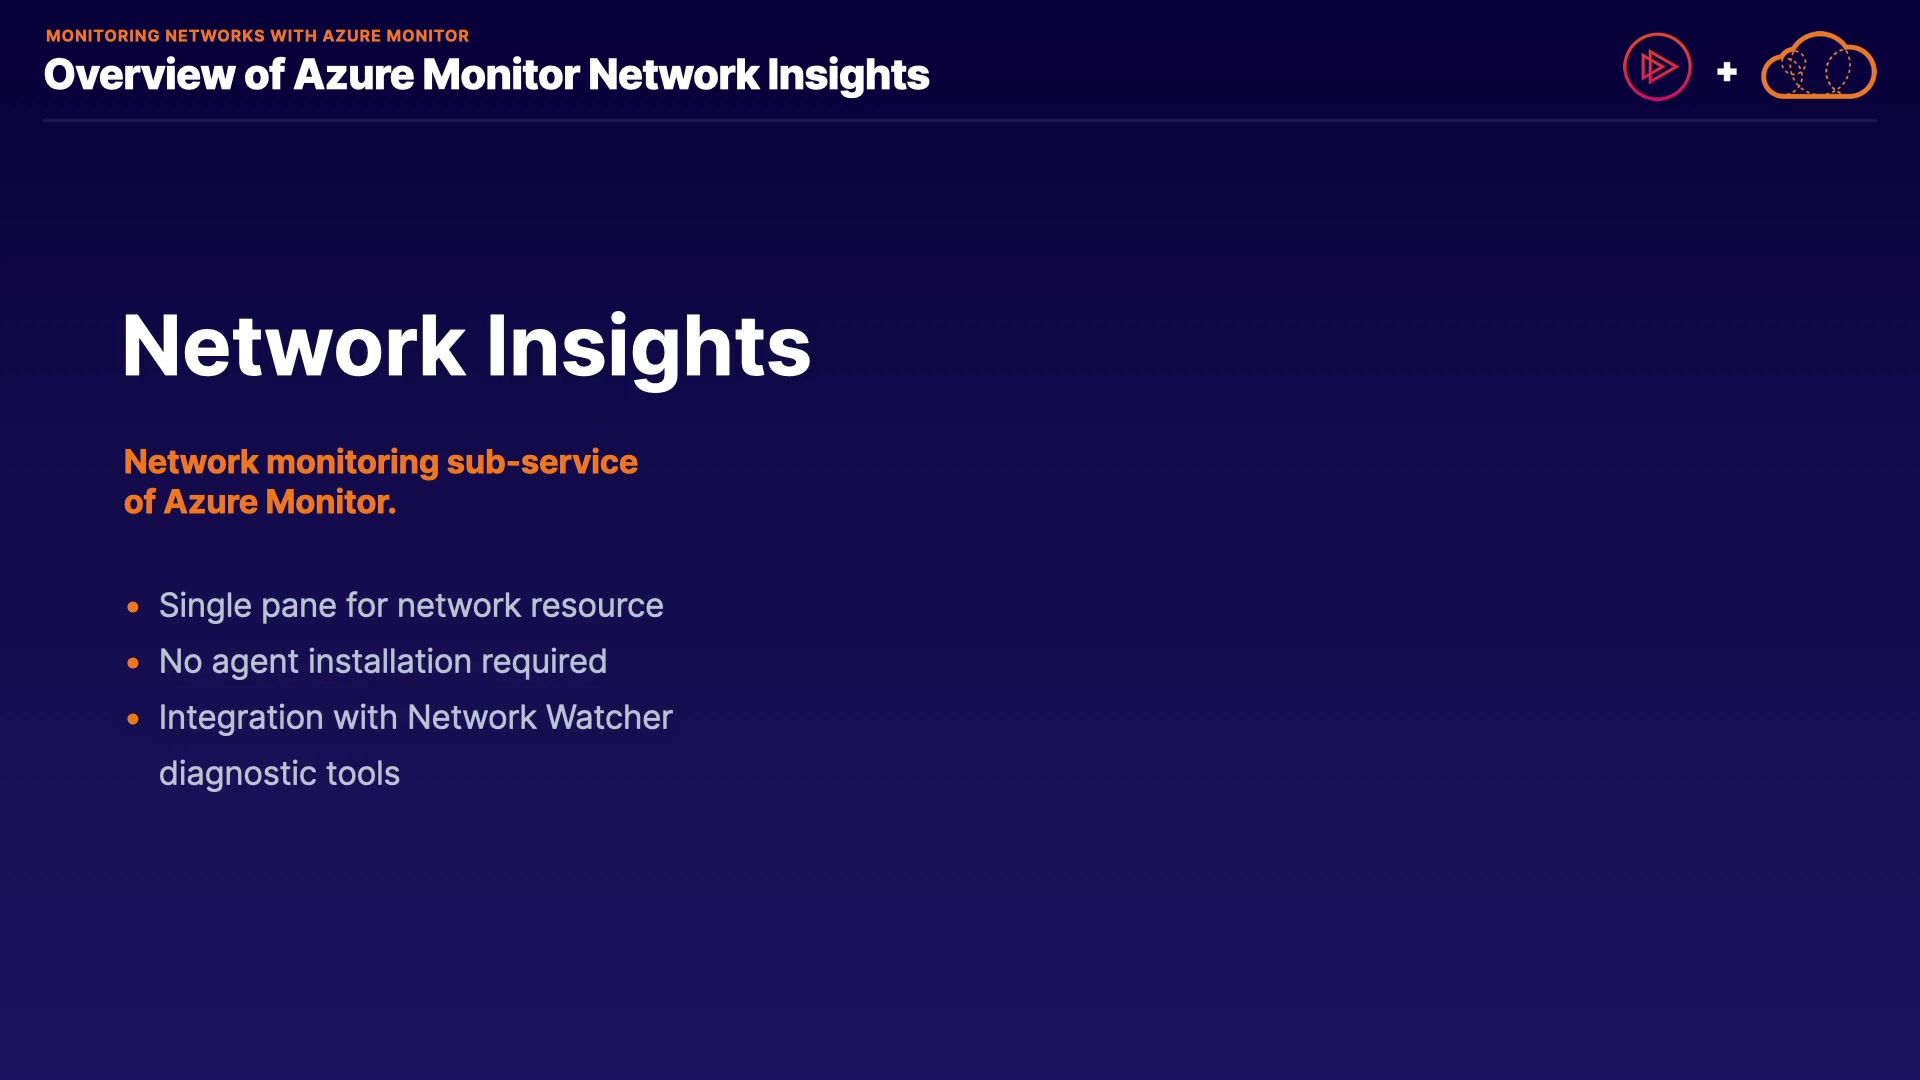 MONITORING NETWORKS WITH AZURE MONITOR
Overview of Azure Monitor Network Insights
Network Insights
Network monitoring sub-service
of Azure Monitor.
• Single pane for network resource
• No agent installation required
• Integration with Network Watcher
diagnostic tools